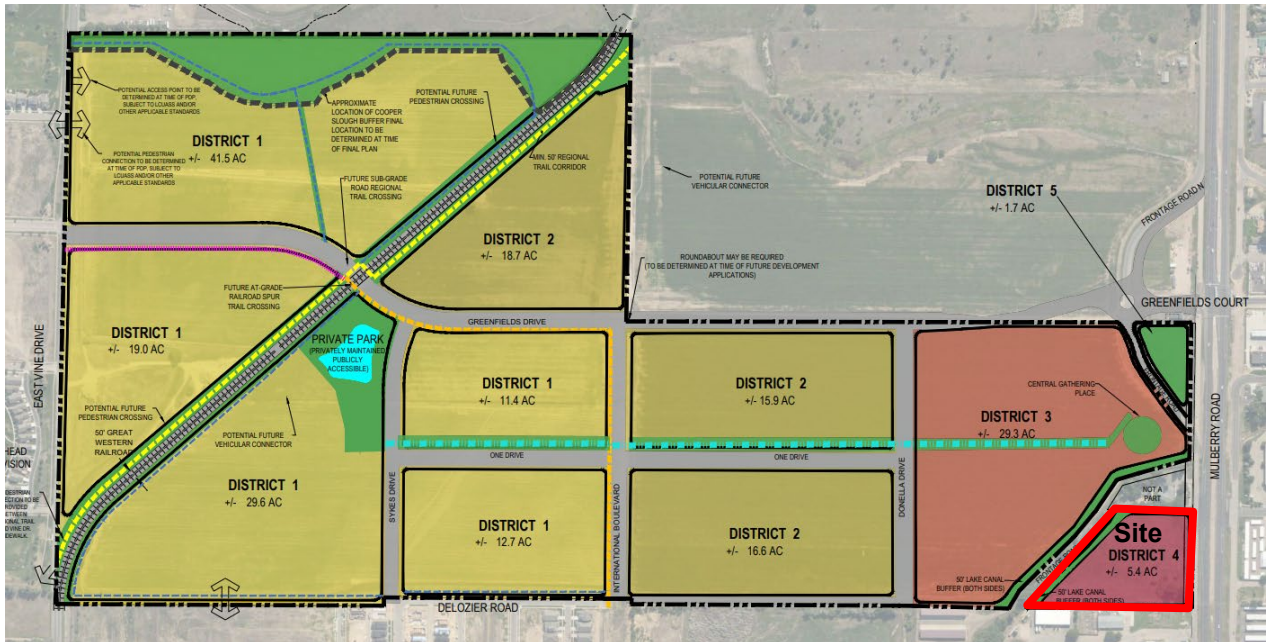 POTENTIAL ACCESS POINT TO BE
DETERMINED AT TIME OF PDP.
SUBJECT TO LCUASS AND/OR
OTHER APPLICABLE STANDARDS.
POTENTIAL PEDESTRIAN
CONNECTION TO BE DETERMINED
AT TIME OF PDP. SUBJECT TO
LCUASS AND/OR OTHER
APPLICABLE STANDARDS
DISTRICT 1
+/- 41.5 AC
APPROXIMATE
LOCATION OF COOPER
SLOUGH BUFFER FINAL
LOCATION TO BE
DETERMINED AT TIME
OF FINAL PLAN
POTENTIAL FUTURE
PEDESTRIAN CROSSING
MIN. 50' REGIONAL
TRAIL CORRIDOR
FUTURE SUB-GRADE
ROAD REGIONAL
TRAIL CROSSING
DISTRICT 2
+/- 18.7 AC
POTENTIAL FUTURE
VEHICULAR CONNECTOR
DISTRICT 5
+/- 1.7 AC
FRONTAGE ROAD N
ROUNDABOUT MAY BE REQUIRED
(TO BE DETERMINED AT TIME OF FUTURE DEVELOPMENT
APPLICATIONS)
GREENFIELDS COURT
FUTURE AT-GRADE
RAILROAD SPUR
TRAIL CROSSING
GREENFIELDS DRIVE
EAST VINE DRIVE
DISTRICT 1
+/- 19.0 AC
PRIVATE PARK
(PRIVATELY MAINTAINED
PUBLICLY
ACCESSIBLE)
DISTRICT 1
+/- 11.4 AC
DISTRICT 2
+/- 15.9 AC
DISTRICT 3
+/- 29.3 AC
CENTRAL GATHERING
PLACE
MULBERRY ROAD
POTENTIAL FUTURE
PEDESTRIAN CROSSING
50' GREAT
WESTERN
RAILROAD
POTENTIAL FUTURE
VEHICULAR CONNECTOR
ONE DRIVE
ONE DRIVE
HEAD
VISION
DISTRICT 1
+/- 29.6 AC
SYKES DRIVE
DISTRICT 1
+/- 12.7 AC
INTERNATIONAL BOULEVARD
DISTRICT 2
+/- 16.6 AC
DONELLA DRIVE
NOT A
PART
Site
DISTRICT 4
+/- 5.4 AC
50' LAKE CANAL
BUFFER (BOTH SIDES)
50' LAKE CANAL
BUFFER (BOTH SIDES)
DELOZIER ROAD